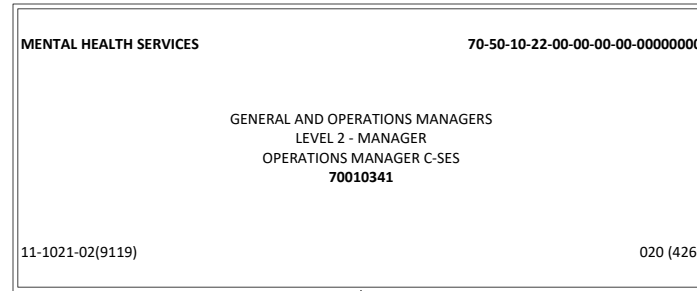 MENTAL HEALTH SERVICES 70-50-10-22-00-00-00-00-0000000
GENERAL AND OPERATIONS MANAGERS
LEVEL 2 - MANAGER
OPERATIONS MANAGER C-SES
70010341
11-1021-02(9119) 020 (426